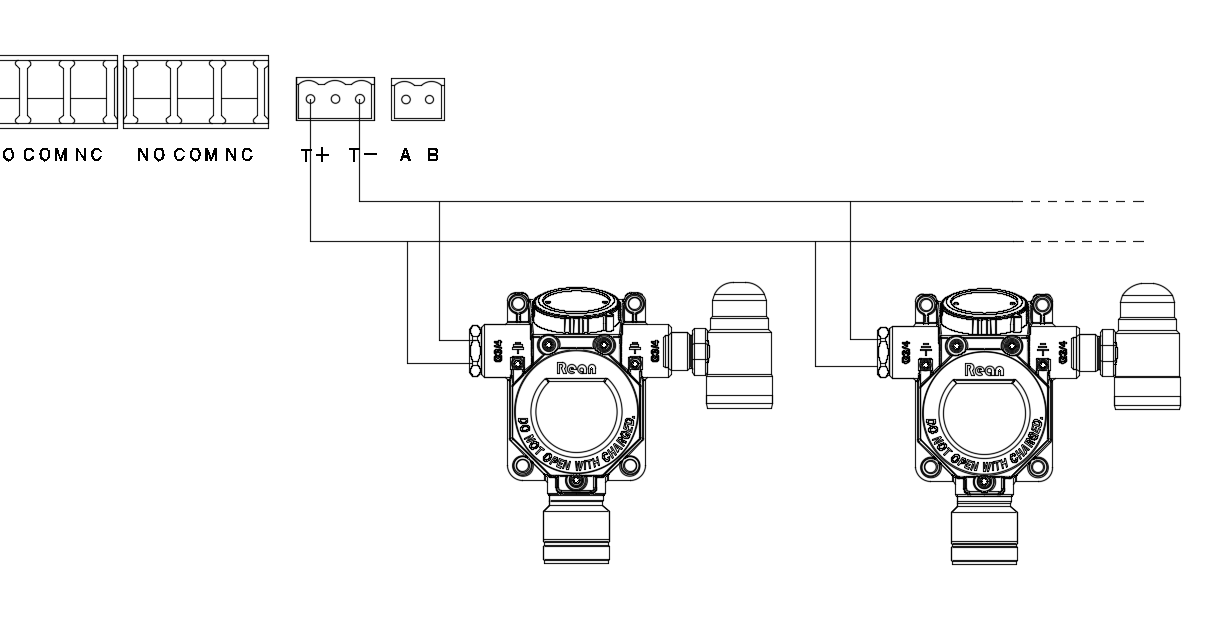 O COM NC NO COM NC T+ T- A B
G3/4 G3/4 G3/4 G3/4
Rean Rean
DO NOT OPEN WITH CHARGED. DO NOT OPEN WITH CHARGED.